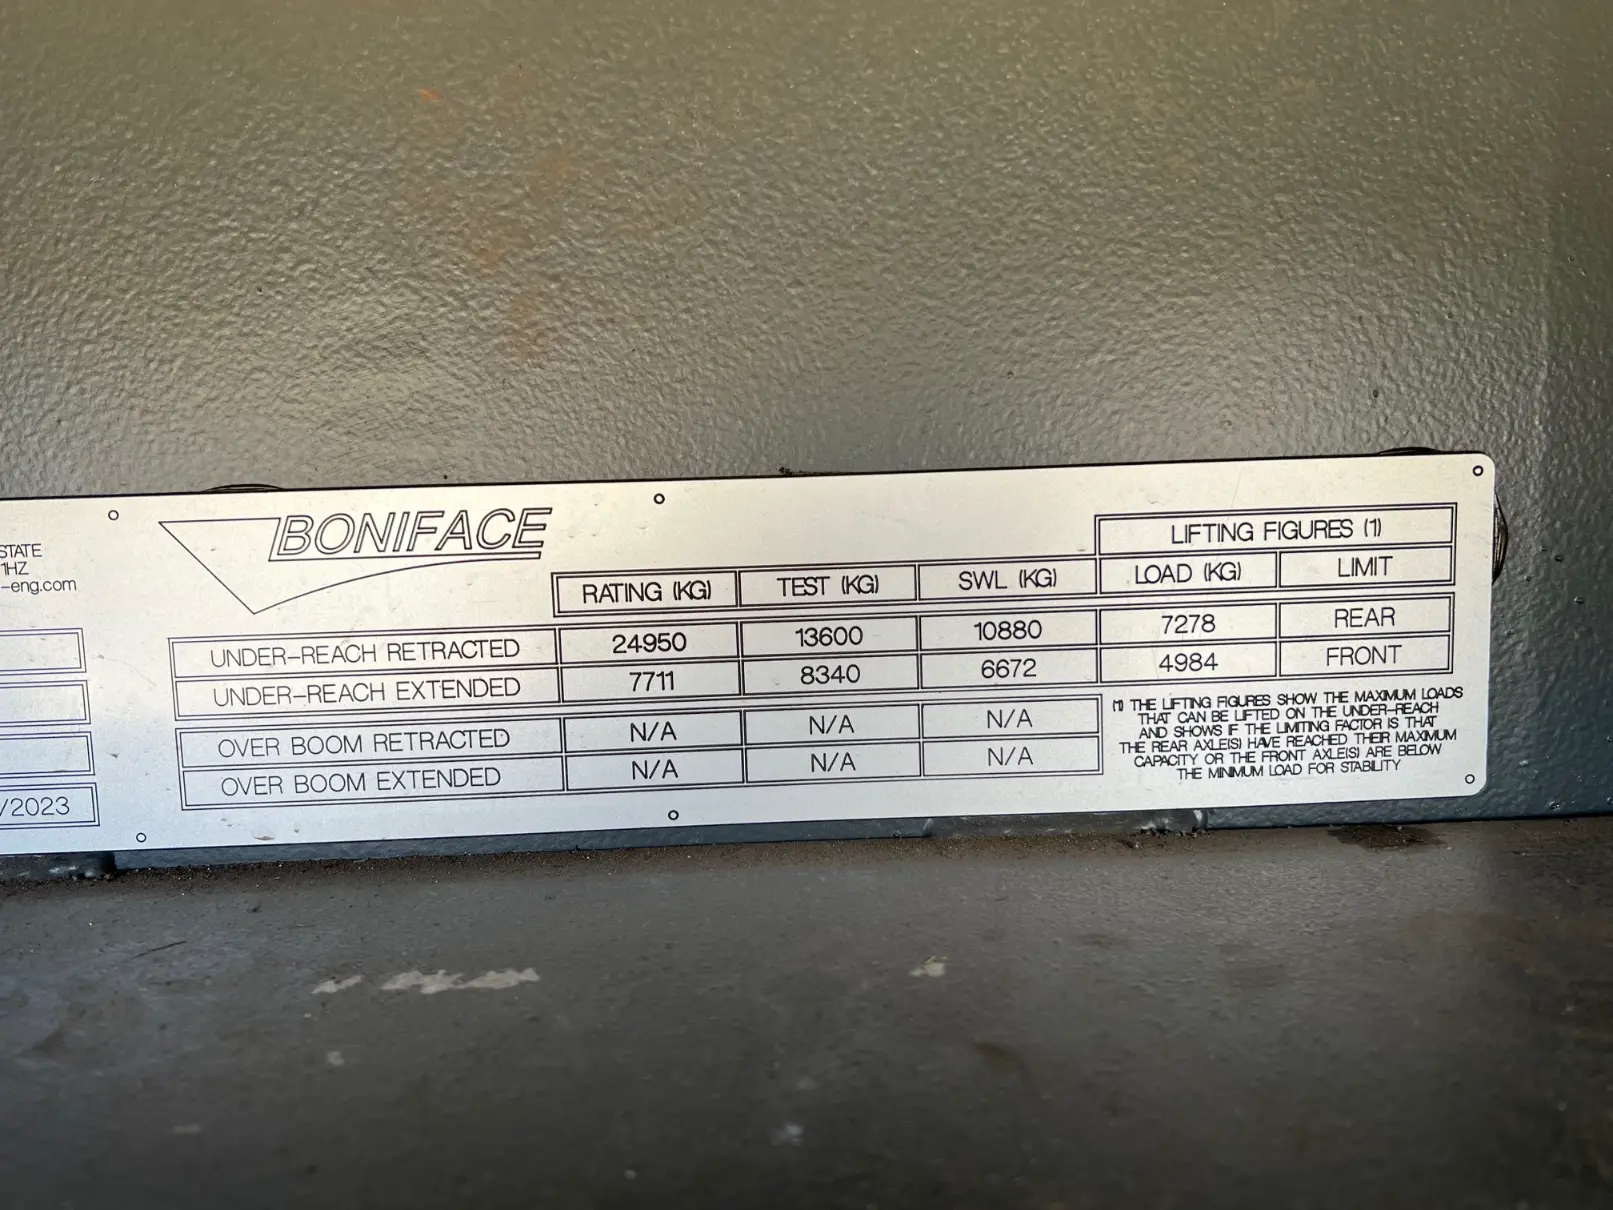 STATE
1HZ
-eng.com
/2023
BONIFACE
LIFTING FIGURES (1)
RATING (KG) TEST (KG) SWL (KG) LOAD (KG) LIMIT
UNDER-REACH RETRACTED 24950 13600 10880 7278 REAR
UNDER-REACH EXTENDED 7711 8340 6672 4984 FRONT
OVER BOOM RETRACTED N/A N/A N/A
OVER BOOM EXTENDED N/A N/A N/A
(1) THE LIFTING FIGURES SHOW THE MAXIMUM LOADS
THAT CAN BE LIFTED ON THE UNDER-REACH
AND SHOWS IF THE LIMITING FACTOR IS THAT
THE REAR AXLE(S) HAVE REACHED THEIR MAXIMUM
CAPACITY OR THE FRONT AXLE(S) ARE BELOW
THE MINIMUM LOAD FOR STABILITY